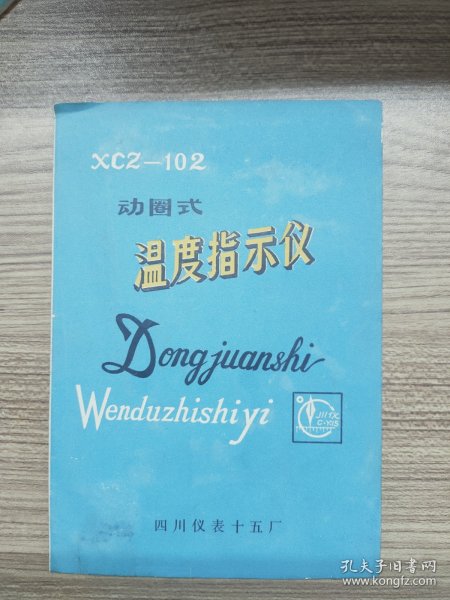 XCZ—102
动圈式
温度指示仪
Dongjuanshi
Wenduzhishiyi
四川仪表十五厂
孔夫子旧书网
www.kongfz.com